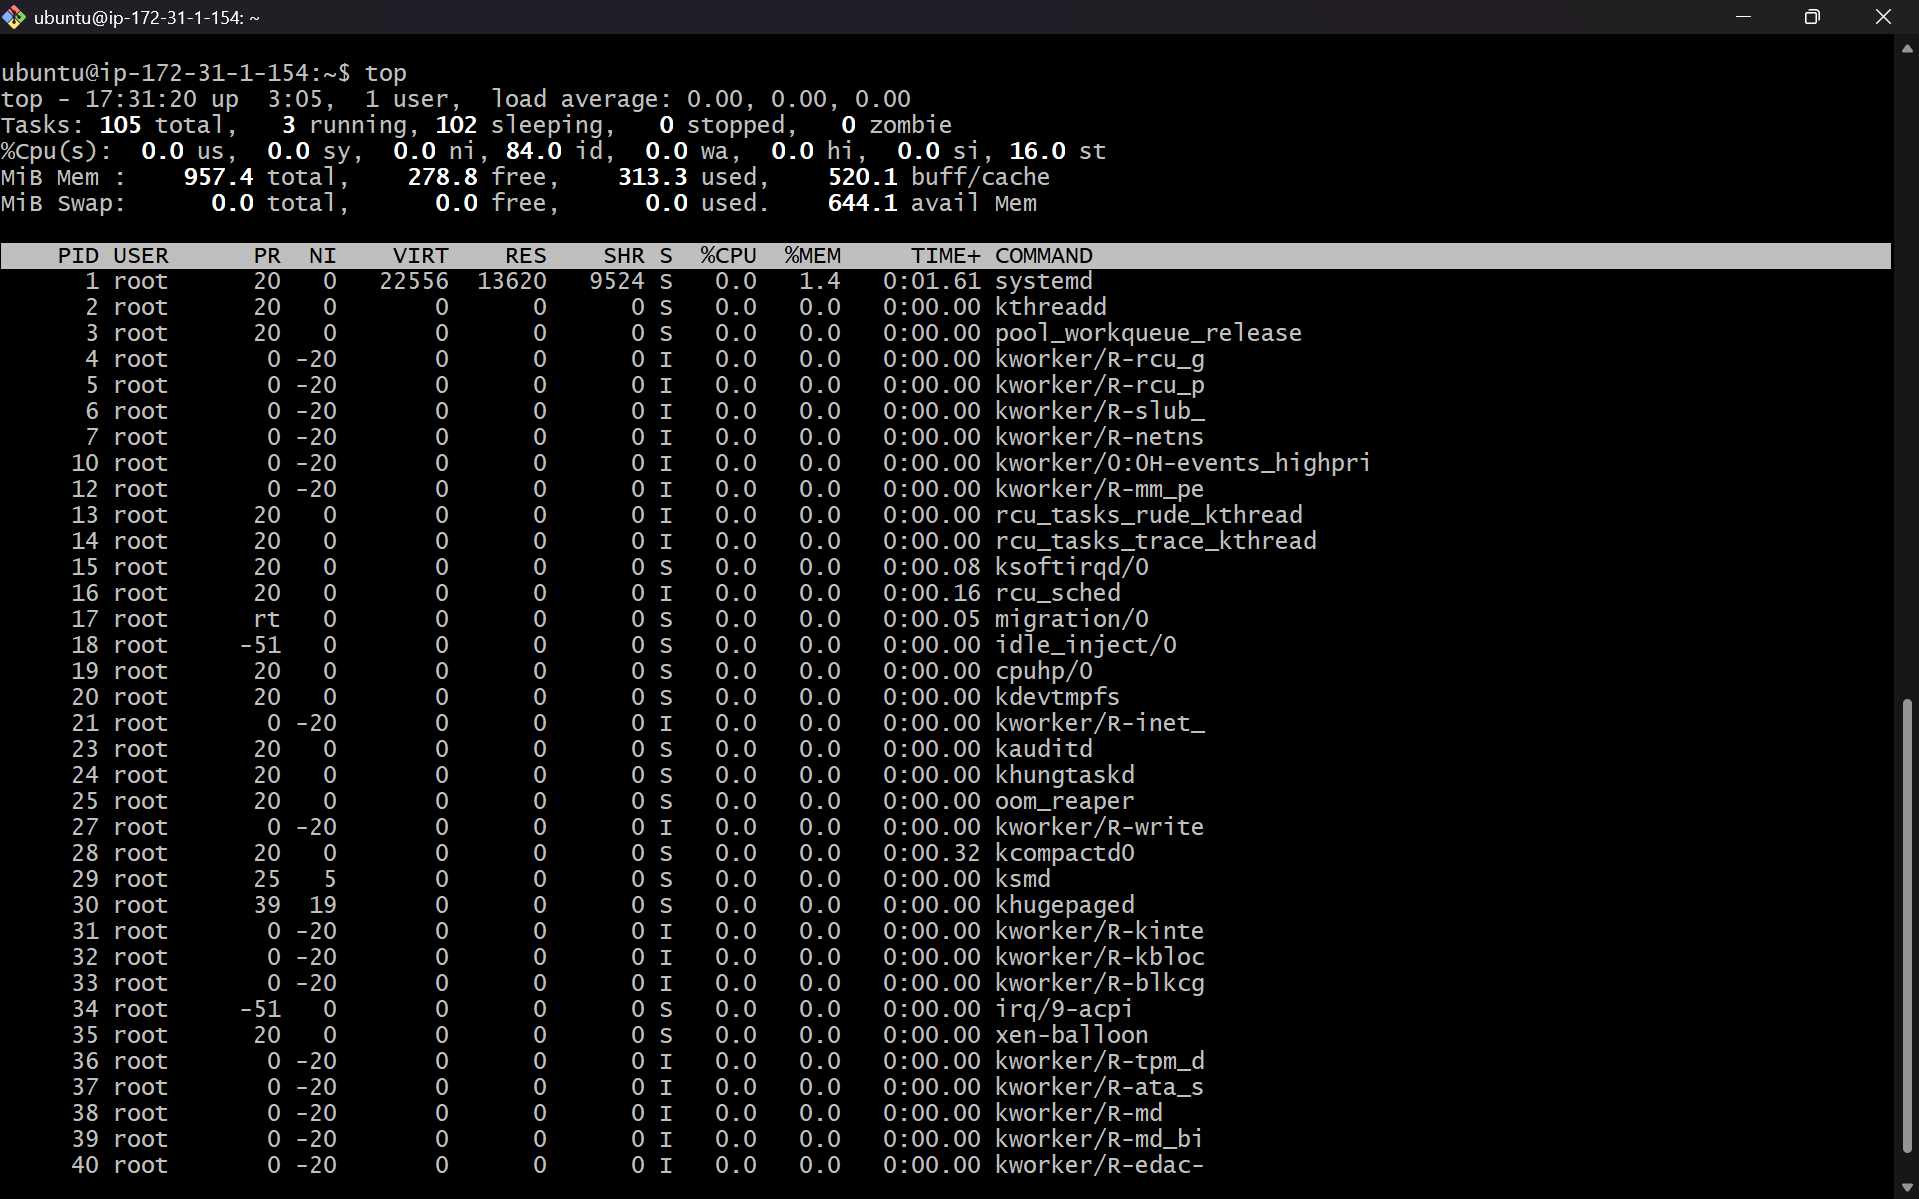 ubuntu@ip-172-31-1-154: ~
ubuntu@ip-172-31-1-154:~$ top
top - 17:31:20 up  3:05,  1 user,  load average: 0.00, 0.00, 0.00
Tasks: 105 total,   3 running, 102 sleeping,   0 stopped,   0 zombie
%Cpu(s):  0.0 us,  0.0 sy,  0.0 ni, 84.0 id,  0.0 wa,  0.0 hi,  0.0 si, 16.0 st
MiB Mem :    957.4 total,    278.8 free,    313.3 used,    520.1 buff/cache
MiB Swap:      0.0 total,      0.0 free,      0.0 used.    644.1 avail Mem
PID USER      PR  NI    VIRT    RES    SHR S  %CPU  %MEM     TIME+ COMMAND
1 root      20   0   22556  13620   9524 S   0.0   1.4   0:01.61 systemd
2 root      20   0       0      0      0 S   0.0   0.0   0:00.00 kthreadd
3 root      20   0       0      0      0 S   0.0   0.0   0:00.00 pool_workqueue_release
4 root       0 -20       0      0      0 I   0.0   0.0   0:00.00 kworker/R-rcu_g
5 root       0 -20       0      0      0 I   0.0   0.0   0:00.00 kworker/R-rcu_p
6 root       0 -20       0      0      0 I   0.0   0.0   0:00.00 kworker/R-slub_
7 root       0 -20       0      0      0 I   0.0   0.0   0:00.00 kworker/R-netns
10 root       0 -20       0      0      0 I   0.0   0.0   0:00.00 kworker/0:0H-events_highpri
12 root       0 -20       0      0      0 I   0.0   0.0   0:00.00 kworker/R-mm_pe
13 root      20   0       0      0      0 I   0.0   0.0   0:00.00 rcu_tasks_rude_kthread
14 root      20   0       0      0      0 I   0.0   0.0   0:00.00 rcu_tasks_trace_kthread
15 root      20   0       0      0      0 S   0.0   0.0   0:00.08 ksoftirqd/0
16 root      20   0       0      0      0 I   0.0   0.0   0:00.16 rcu_sched
17 root      rt   0       0      0      0 S   0.0   0.0   0:00.05 migration/0
18 root     -51   0       0      0      0 S   0.0   0.0   0:00.00 idle_inject/0
19 root      20   0       0      0      0 S   0.0   0.0   0:00.00 cpuhp/0
20 root      20   0       0      0      0 S   0.0   0.0   0:00.00 kdevtmpfs
21 root       0 -20       0      0      0 I   0.0   0.0   0:00.00 kworker/R-inet_
23 root      20   0       0      0      0 S   0.0   0.0   0:00.00 kauditd
24 root      20   0       0      0      0 S   0.0   0.0   0:00.00 khungtaskd
25 root      20   0       0      0      0 S   0.0   0.0   0:00.00 oom_reaper
27 root       0 -20       0      0      0 I   0.0   0.0   0:00.00 kworker/R-write
28 root      20   0       0      0      0 S   0.0   0.0   0:00.32 kcompactd0
29 root      25   5       0      0      0 S   0.0   0.0   0:00.00 ksmd
30 root      39  19       0      0      0 S   0.0   0.0   0:00.00 khugepaged
31 root       0 -20       0      0      0 I   0.0   0.0   0:00.00 kworker/R-kinte
32 root       0 -20       0      0      0 I   0.0   0.0   0:00.00 kworker/R-kbloc
33 root       0 -20       0      0      0 I   0.0   0.0   0:00.00 kworker/R-blkcg
34 root     -51   0       0      0      0 S   0.0   0.0   0:00.00 irq/9-acpi
35 root      20   0       0      0      0 S   0.0   0.0   0:00.00 xen-balloon
36 root       0 -20       0      0      0 I   0.0   0.0   0:00.00 kworker/R-tpm_d
37 root       0 -20       0      0      0 I   0.0   0.0   0:00.00 kworker/R-ata_s
38 root       0 -20       0      0      0 I   0.0   0.0   0:00.00 kworker/R-md
39 root       0 -20       0      0      0 I   0.0   0.0   0:00.00 kworker/R-md_bi
40 root       0 -20       0      0      0 I   0.0   0.0   0:00.00 kworker/R-edac-